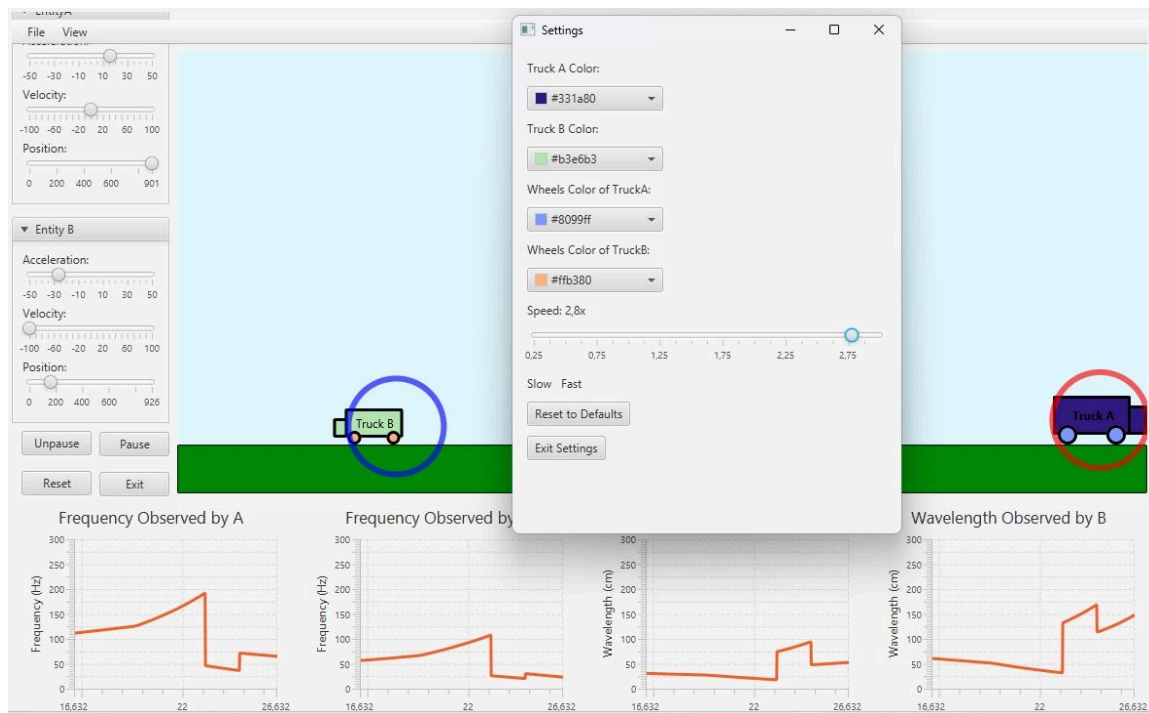 EntityA
File View
Acceleration:
-50 -30 -10 10 30 50
Velocity:
-100 -60 -20 20 60 100
Position:
0 200 400 600 901
Entity B
Acceleration:
-50 -30 -10 10 30 50
Velocity:
-100 -60 -20 20 60 100
Position:
0 200 400 600 926
Unpause Pause
Reset Exit
Settings
Truck A Color:
#331a80
Truck B Color:
#b3e6b3
Wheels Color of TruckA:
#8099ff
Wheels Color of TruckB:
#ffb380
Speed: 2,8x
0,25 0,75 1,25 1,75 2,25 2,75
Slow Fast
Reset to Defaults
Exit Settings
Truck B
Truck A
Frequency Observed by A
Frequency (Hz)
300
250
200
150
100
50
0
16,632 22 26,632
Frequency Observed by
Frequency (Hz)
300
250
200
150
100
50
0
16,632 22 26,632
Wavelength (cm)
300
250
200
150
100
50
0
16,632 22 26,632
Wavelength Observed by B
Wavelength (cm)
300
250
200
150
100
50
0
16,632 22 26,632